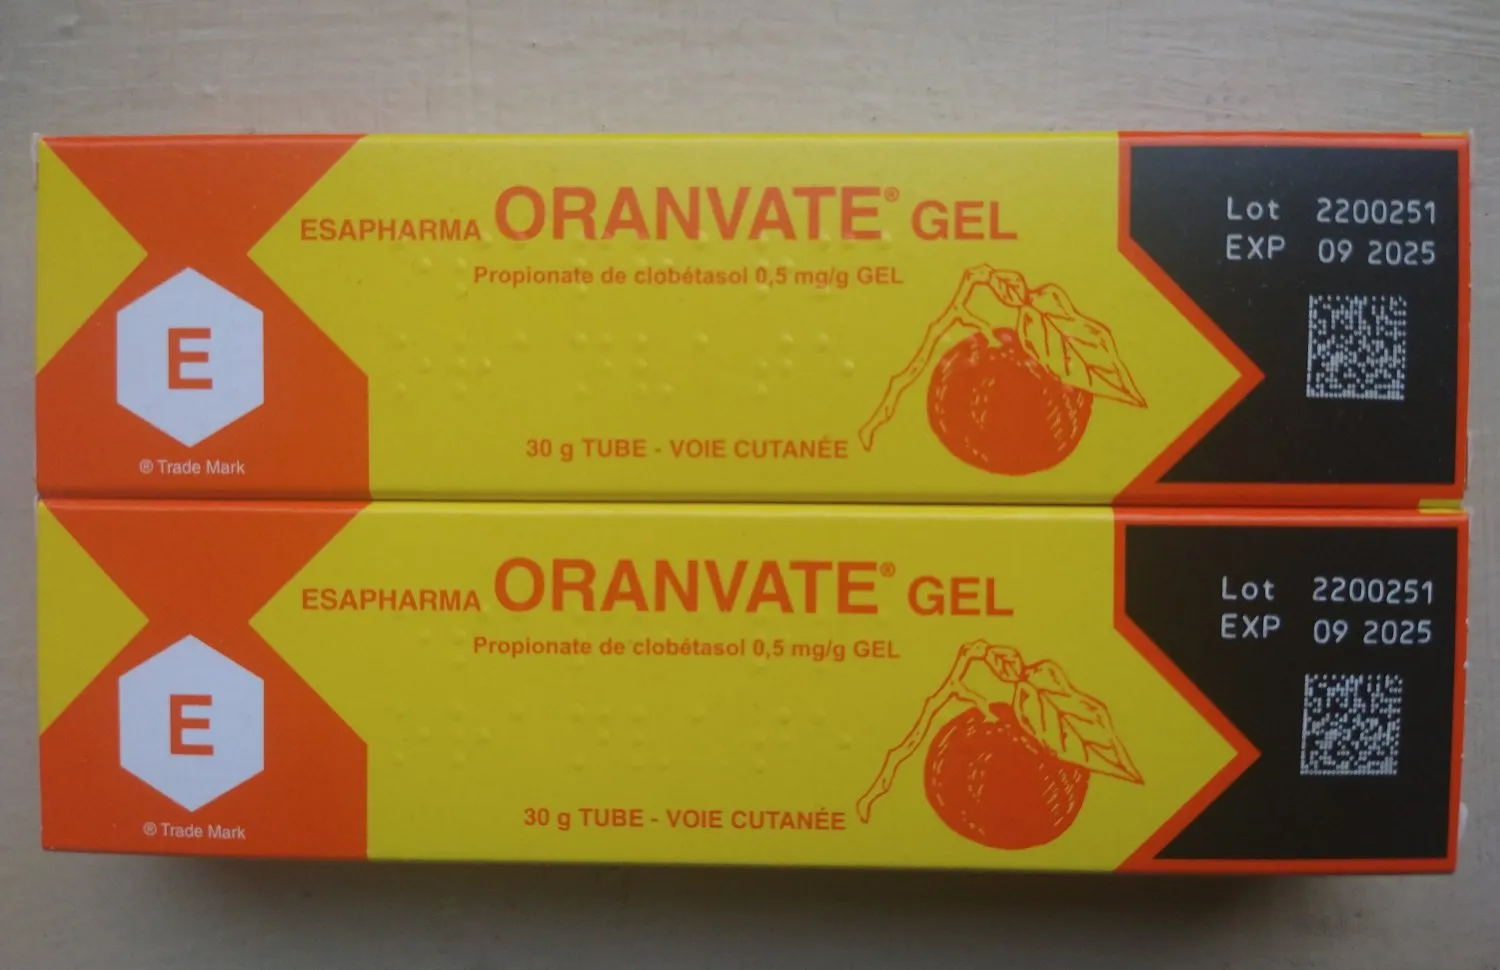 ESAPHARMA ORANVATE® GEL
Propionate de clobétasol 0,5 mg/g GEL
30 g TUBE - VOIE CUTANÉE
E
® Trade Mark
Lot 2200251
EXP 09 2025
ESAPHARMA ORANVATE® GEL
Propionate de clobétasol 0,5 mg/g GEL
30 g TUBE - VOIE CUTANÉE
E
® Trade Mark
Lot 2200251
EXP 09 2025